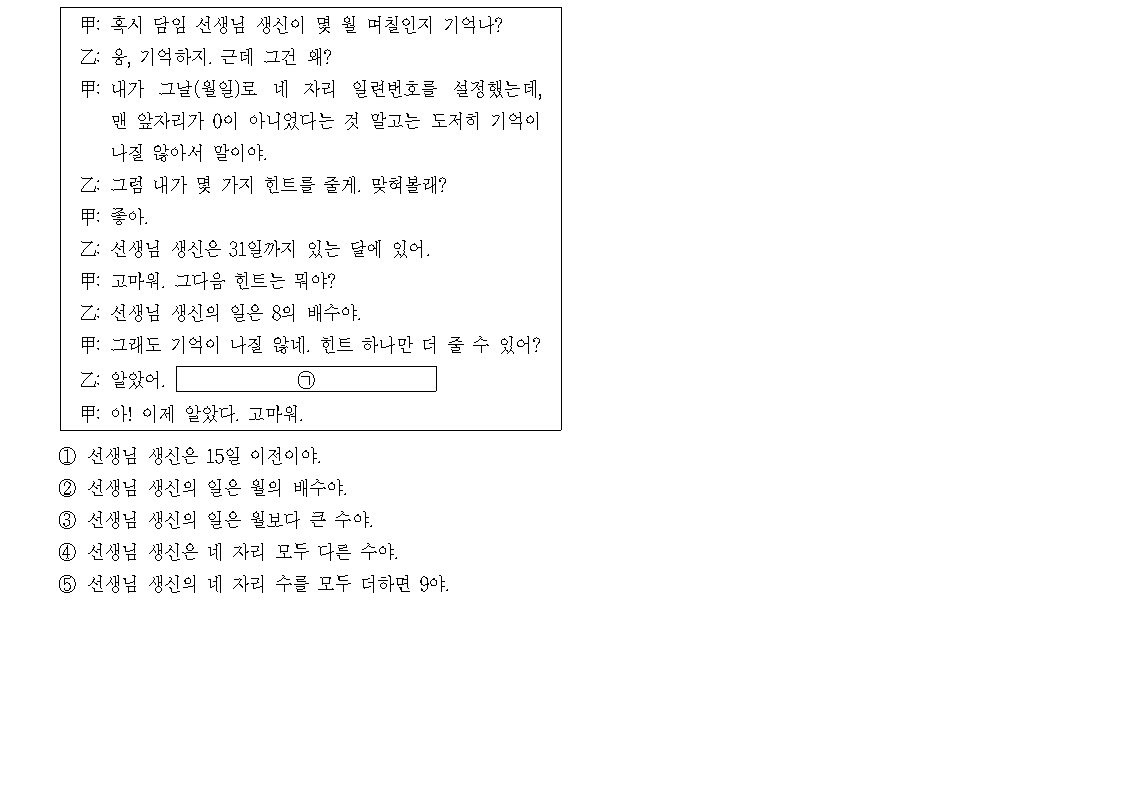 甲: 혹시 담임 선생님 생신이 몇 월 며칠인지 기억나?
乙: 웅, 기억하지. 근데 그건 왜?
甲: 내가 그날(월일)로 네 자리 일련번호를 설정했는데,
맨 앞자리가 0이 아니었다는 것 말고는 도저히 기억이
나질 않아서 말이야.
乙: 그럼 내가 몇 가지 힌트를 줄게. 맞혀볼래?
甲: 좋아.
乙: 선생님 생신은 31일까지 있는 달에 있어.
甲: 고마워. 그다음 힌트는 뭐야?
乙: 선생님 생신의 일은 8의 배수야.
甲: 그래도 기억이 나질 않네. 힌트 하나만 더 줄 수 있어?
乙: 알았어. ㉠
甲: 아! 이제 알았다. 고마워.
① 선생님 생신은 15일 이전이야.
② 선생님 생신의 일은 월의 배수야.
③ 선생님 생신의 일은 월보다 큰 수야.
④ 선생님 생신은 네 자리 모두 다른 수야.
⑤ 선생님 생신의 네 자리 수를 모두 더하면 9야.